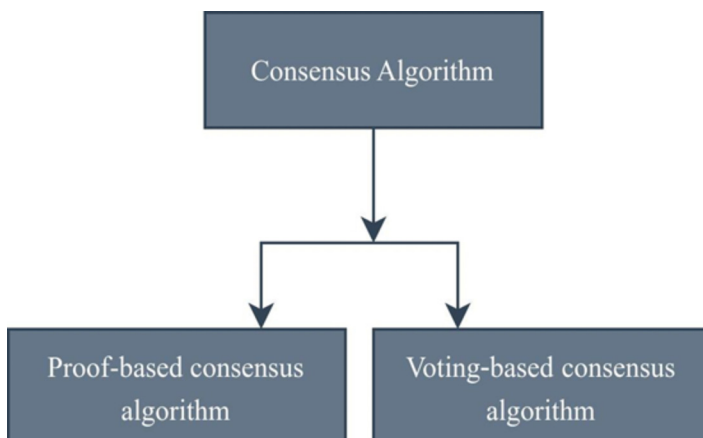 Consensus Algorithm
Proof-based consensus
algorithm
Voting-based consensus
algorithm